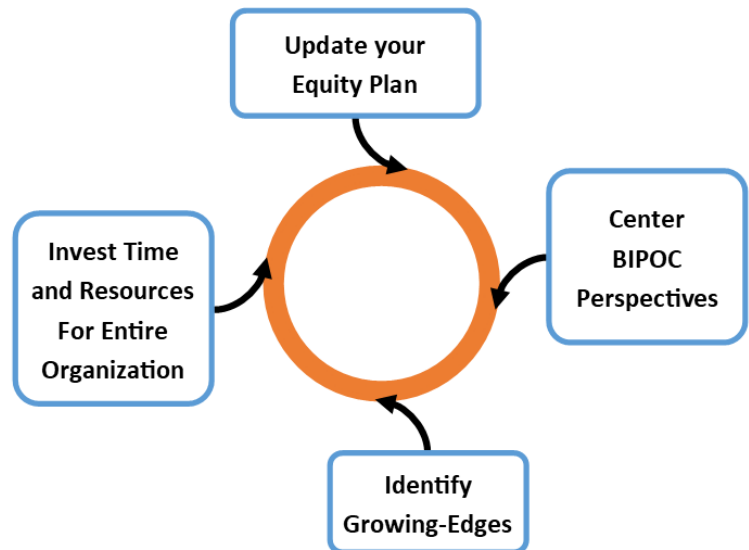 Update your
Equity Plan
Center
BIPOC
Perspectives
Identify
Growing-Edges
Invest Time
and Resources
For Entire
Organization